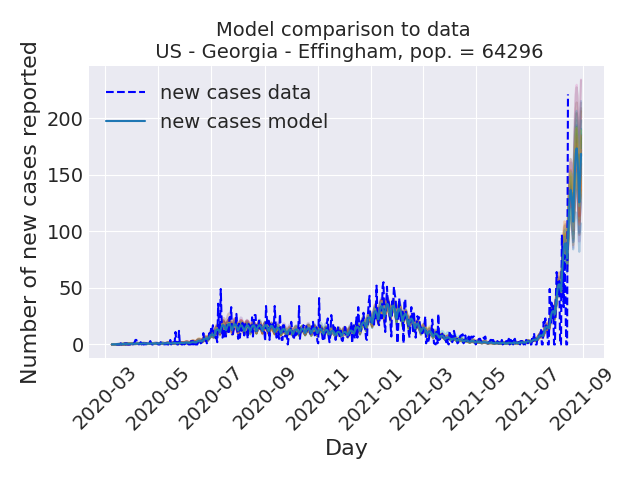 Model comparison to data
US - Georgia - Effingham, pop. = 64296
new cases data
new cases model
Number of new cases reported
200
150
100
50
0
2020-03
2020-05
2020-07
2020-09
2020-11
2021-01
2021-03
2021-05
2021-07
2021-09
Day